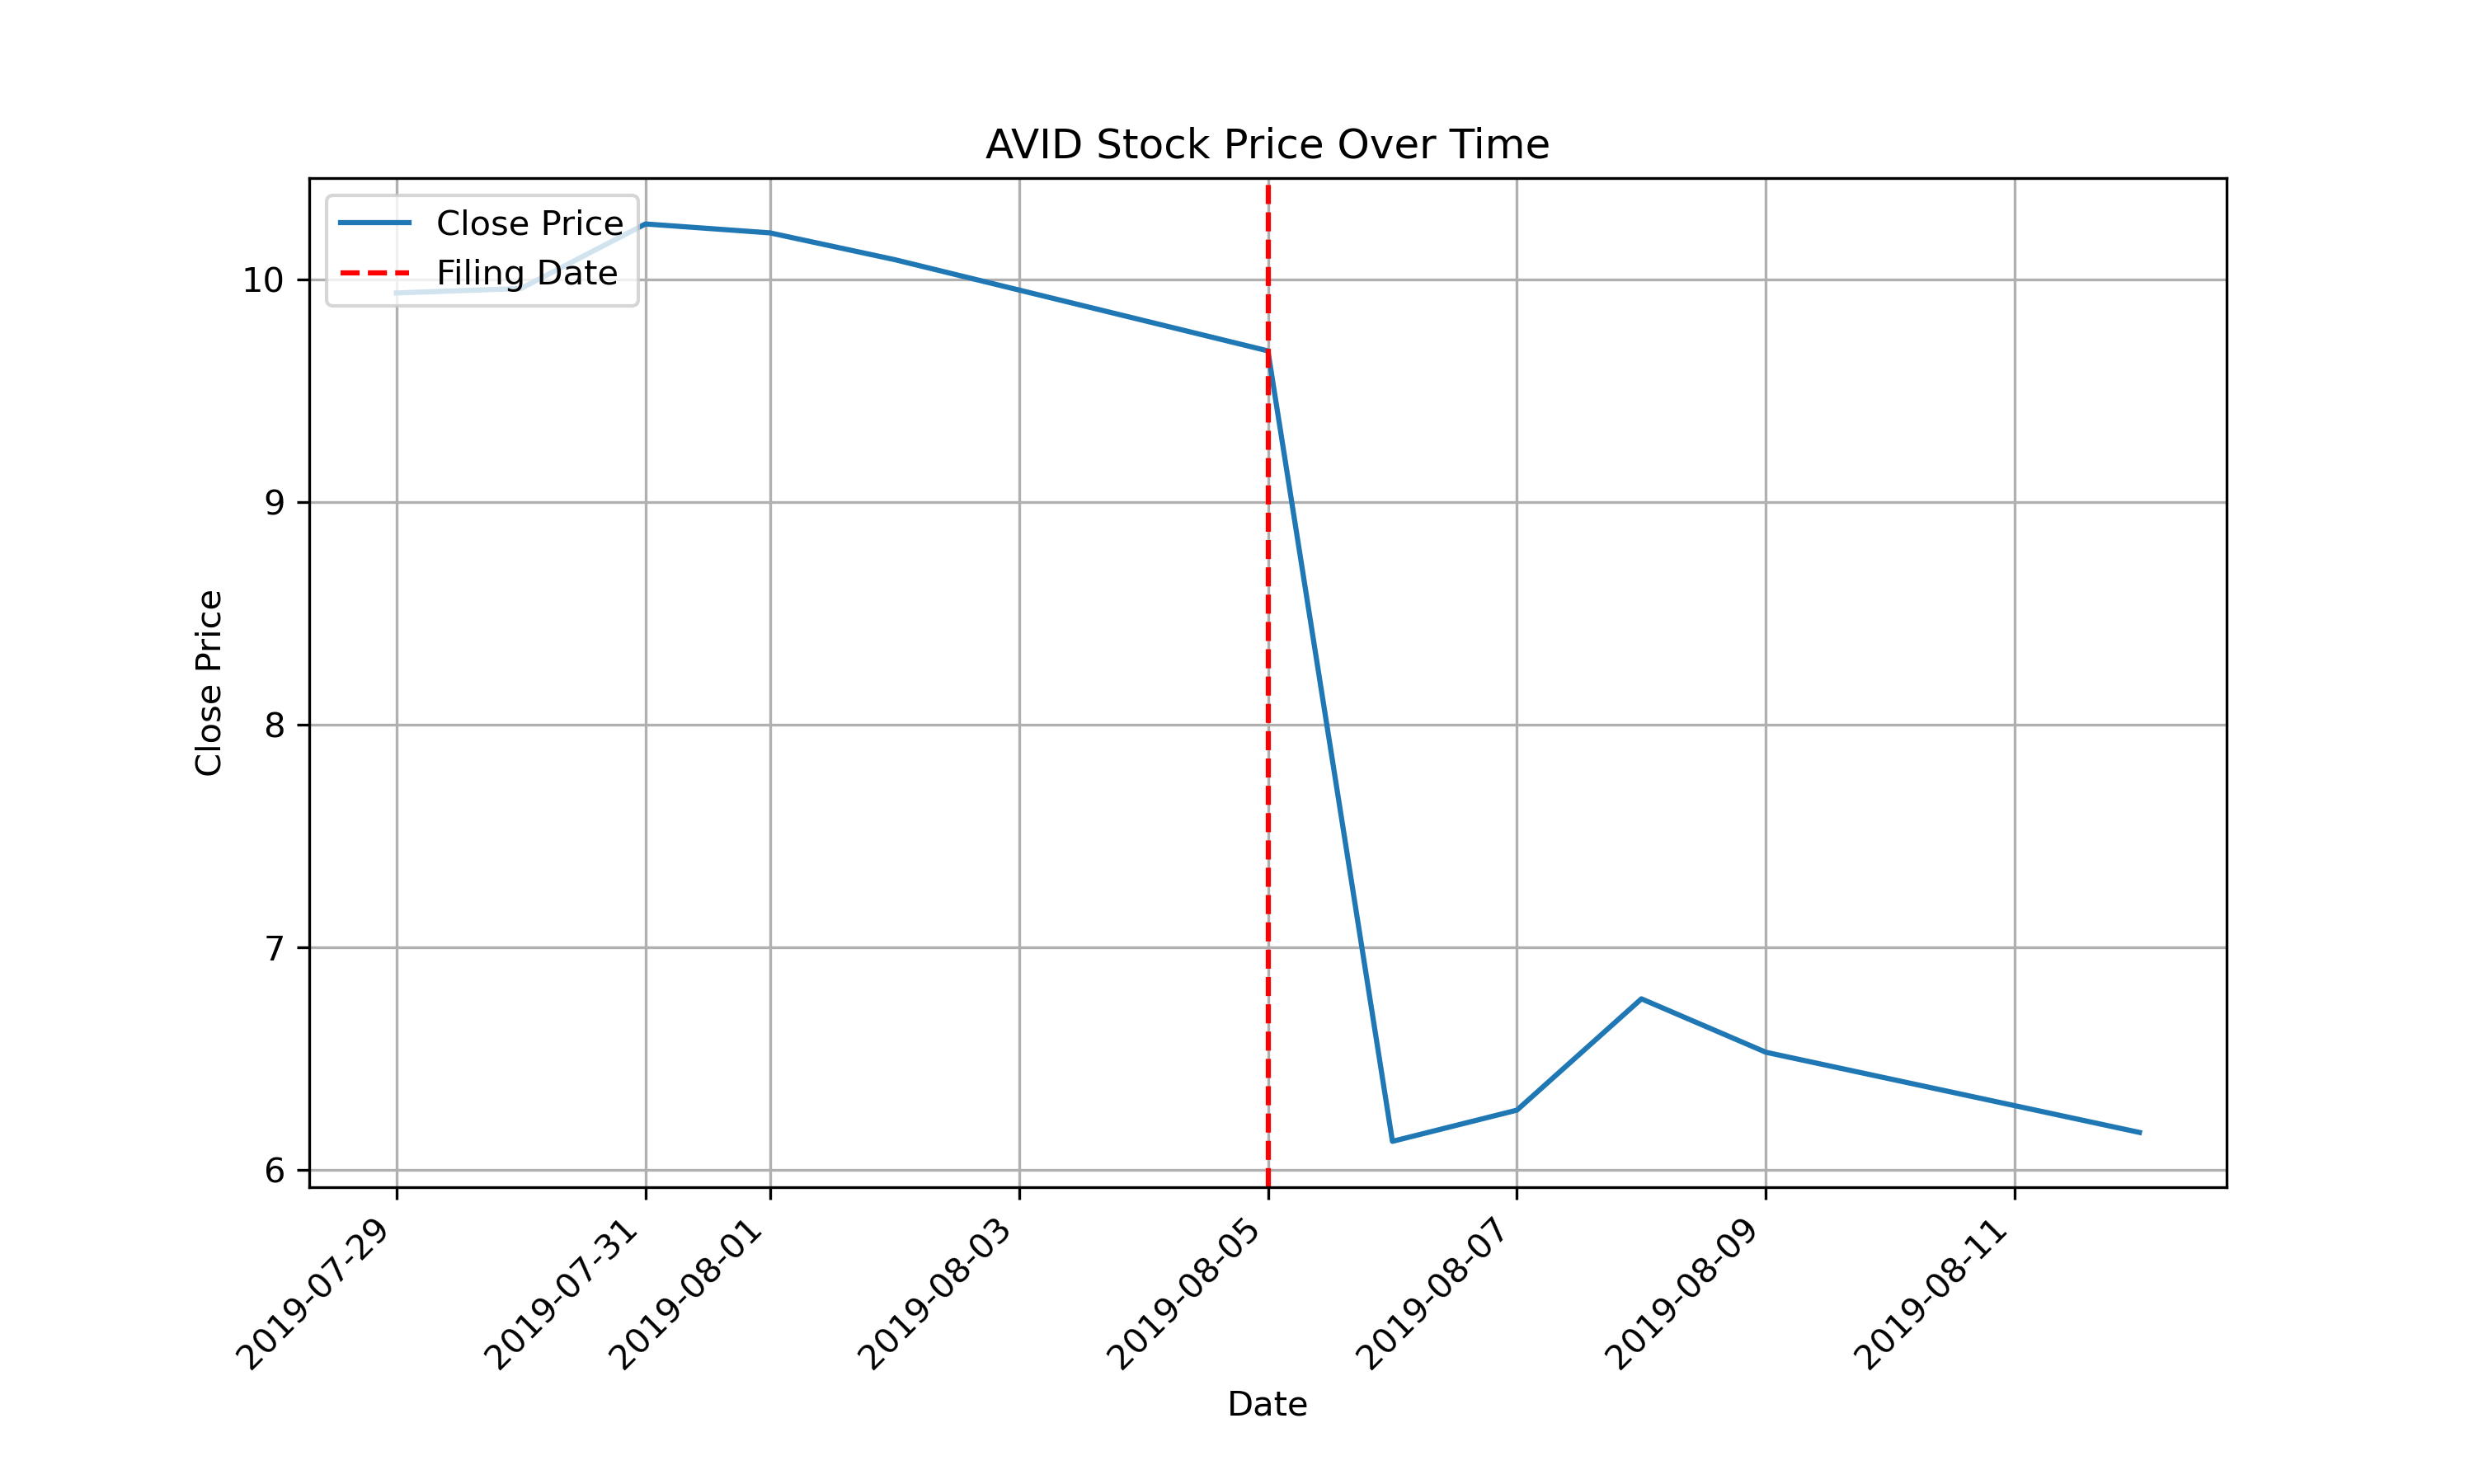 AVID Stock Price Over Time
Close Price
Filing Date
10
9
8
7
6
Close Price
2019-07-29
2019-07-31
2019-08-01
2019-08-03
2019-08-05
2019-08-07
2019-08-09
2019-08-11
Date